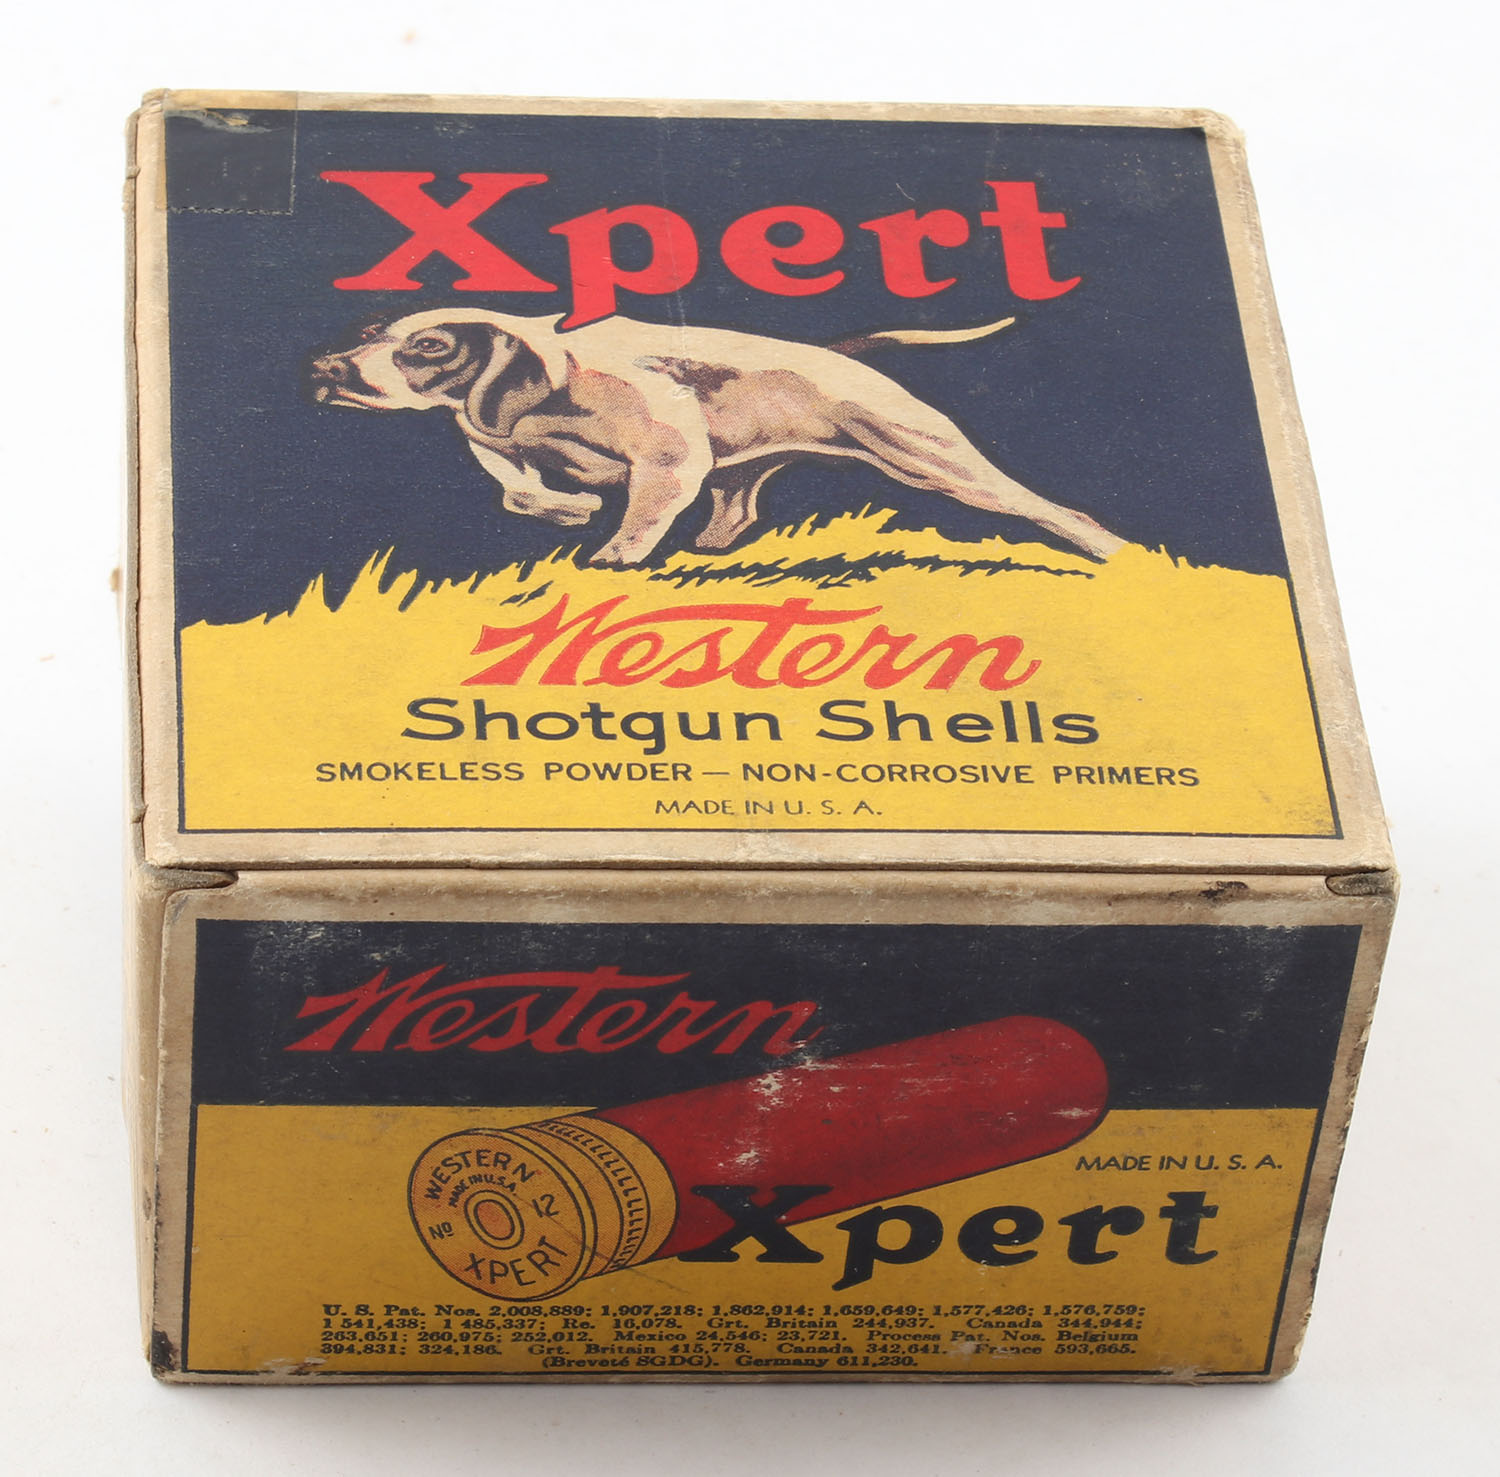 Xpert
Western
Shotgun Shells
SMOKELESS POWDER — NON-CORROSIVE PRIMERS
MADE IN U. S. A.
Western
WESTERN
MADE IN U.S.A.
No 12
XPERT
MADE IN U. S. A.
Xpert
U. S. Pat. Nos. 2,008,889; 1,907,218; 1,862,914; 1,659,649; 1,577,426; 1,576,759;
1 541,438; 1 485,337; Re. 16,078. Grt. Britain 244,937. Canada 344,944;
263,651; 260,975; 252,012. Mexico 24,546; 23,721. Process Pat. Nos. Belgium
394,831; 324,186. Grt. Britain 415,778. Canada 342,641. France 593,665.
(Breveté SGDG). Germany 611,230.